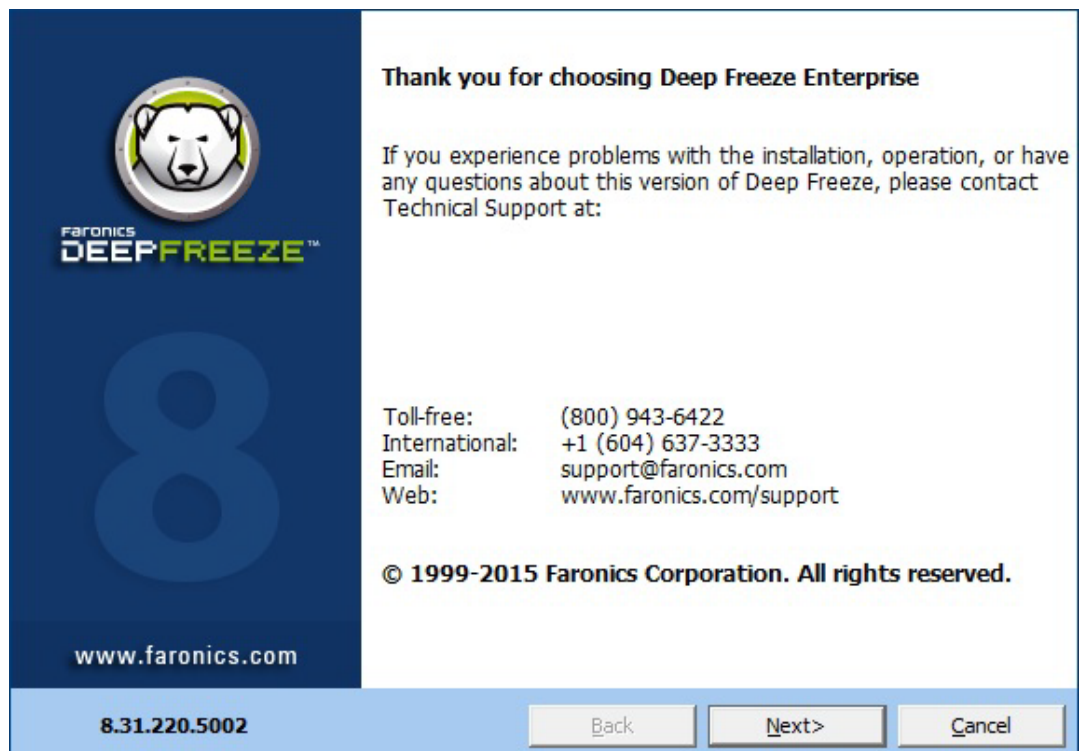 Thank you for choosing Deep Freeze Enterprise
If you experience problems with the installation, operation, or have
any questions about this version of Deep Freeze, please contact
Technical Support at:
FARONICS
DEEPFREEZE™
8
Toll-free: (800) 943-6422
International: +1 (604) 637-3333
Email: support@faronics.com
Web: www.faronics.com/support
© 1999-2015 Faronics Corporation. All rights reserved.
www.faronics.com
8.31.220.5002
Back
Next>
Cancel